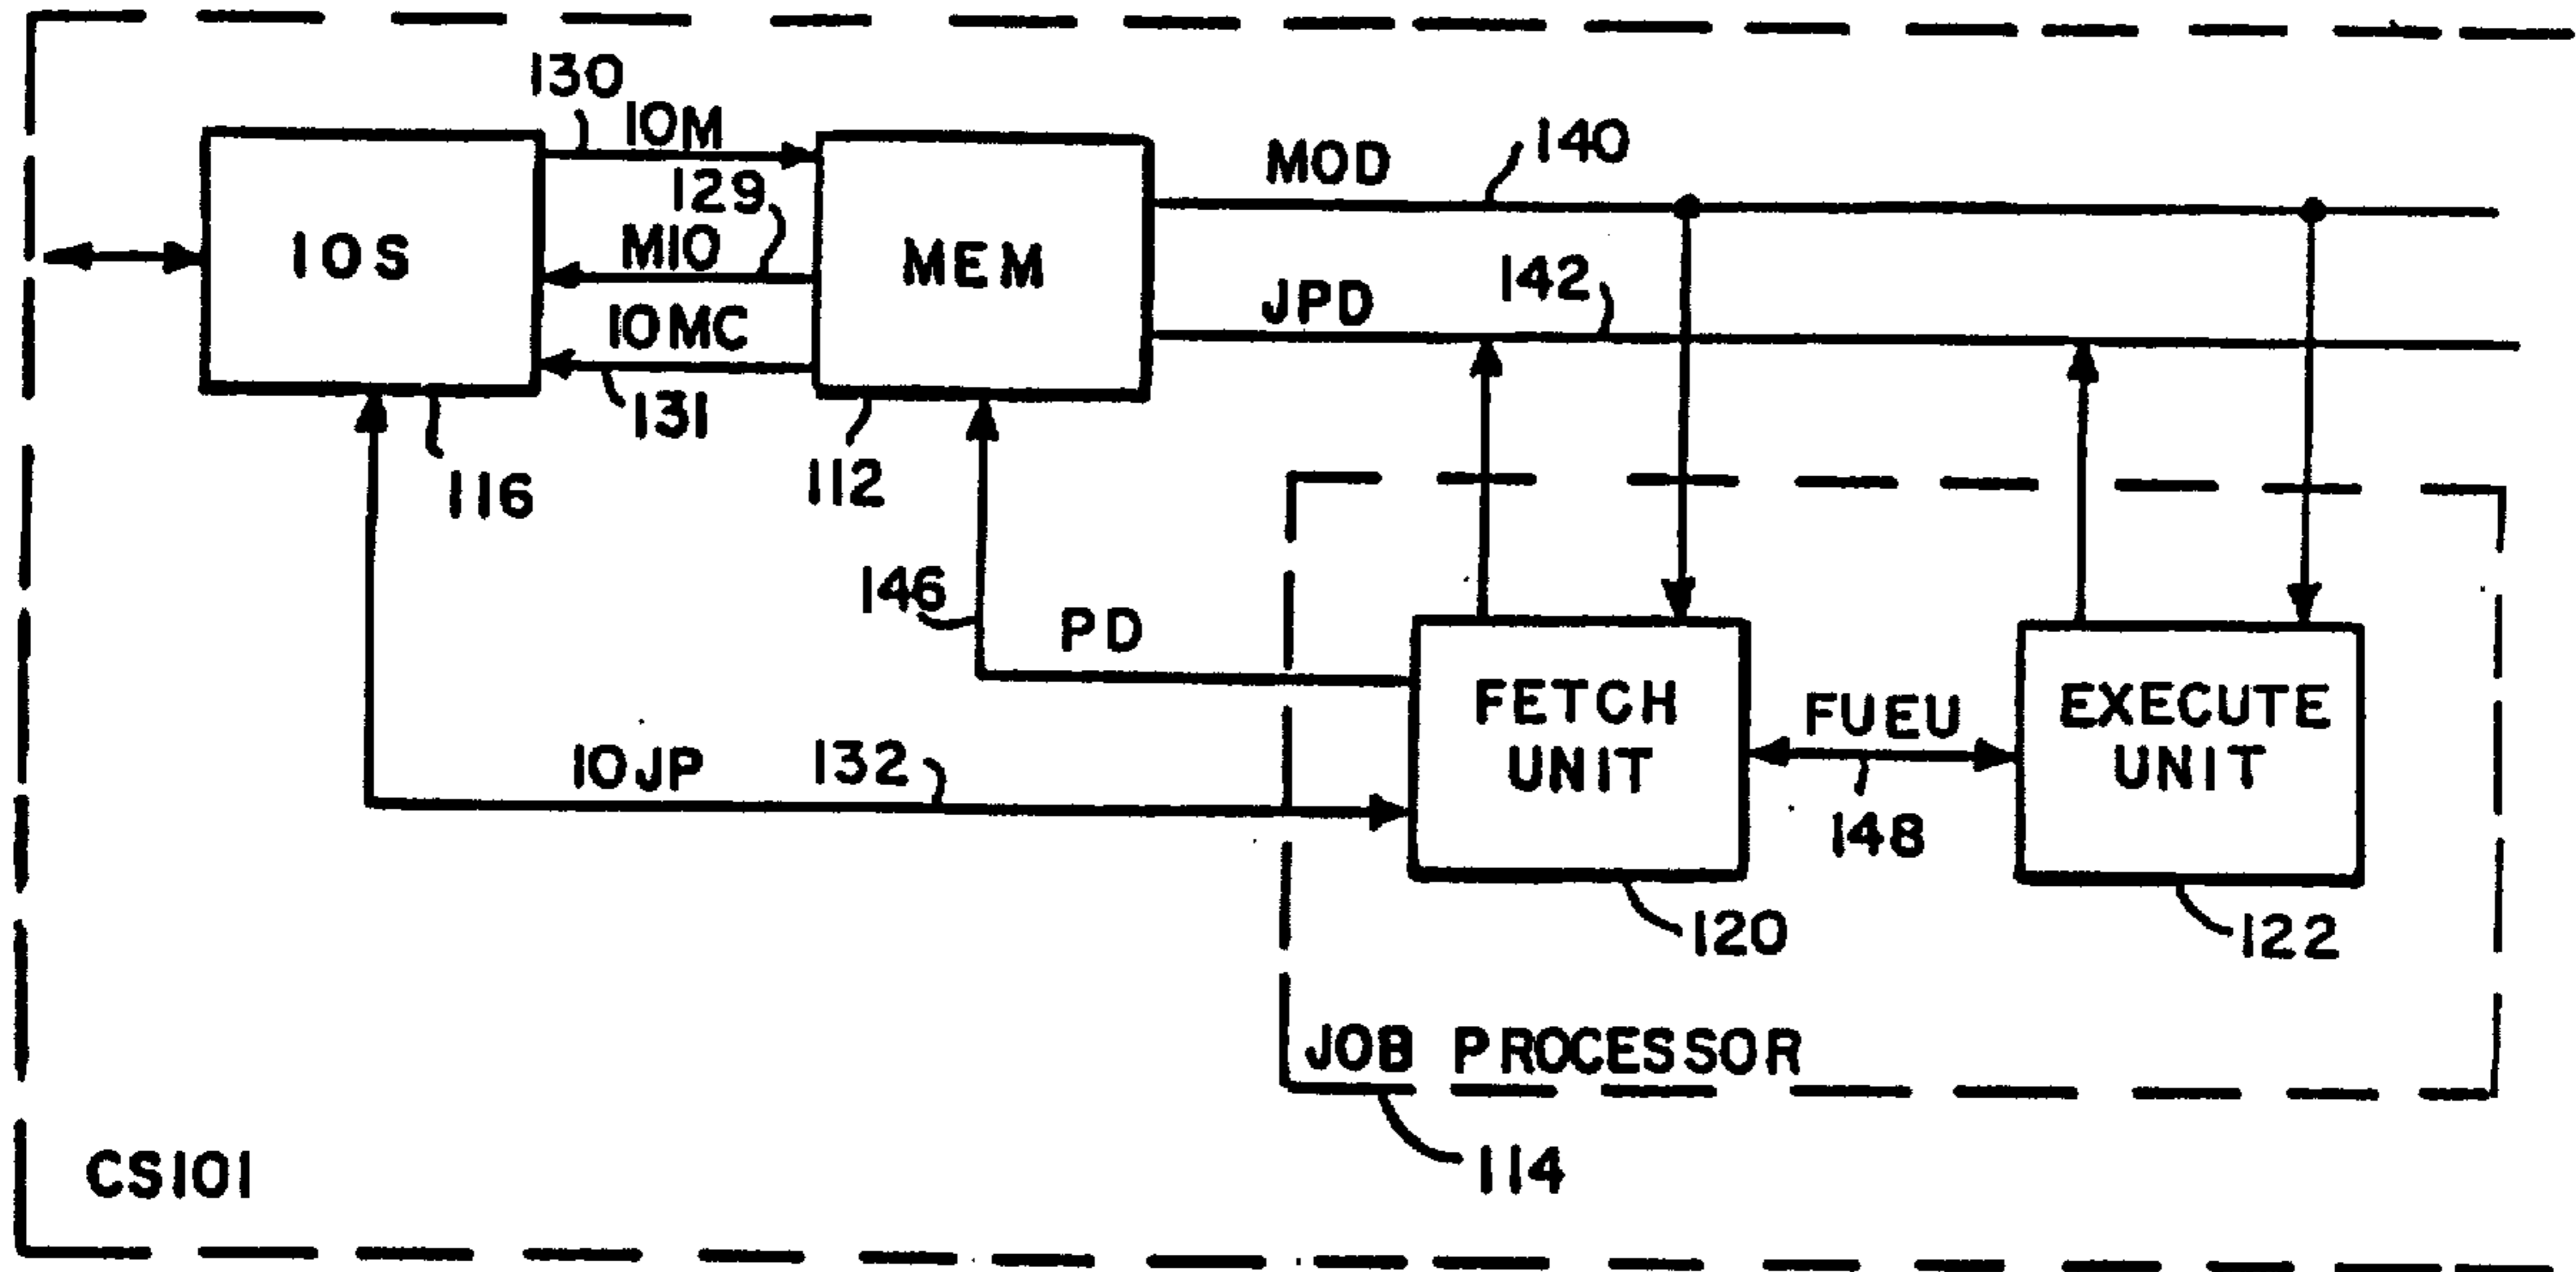 130
IOM
129
MIO
IOMC
131
IOS
116
MEM
112
MOD
140
JPD
142
146
PD
IOJP
132
FETCH
UNIT
120
FUEU
148
EXECUTE
UNIT
122
JOB PROCESSOR
114
CS101